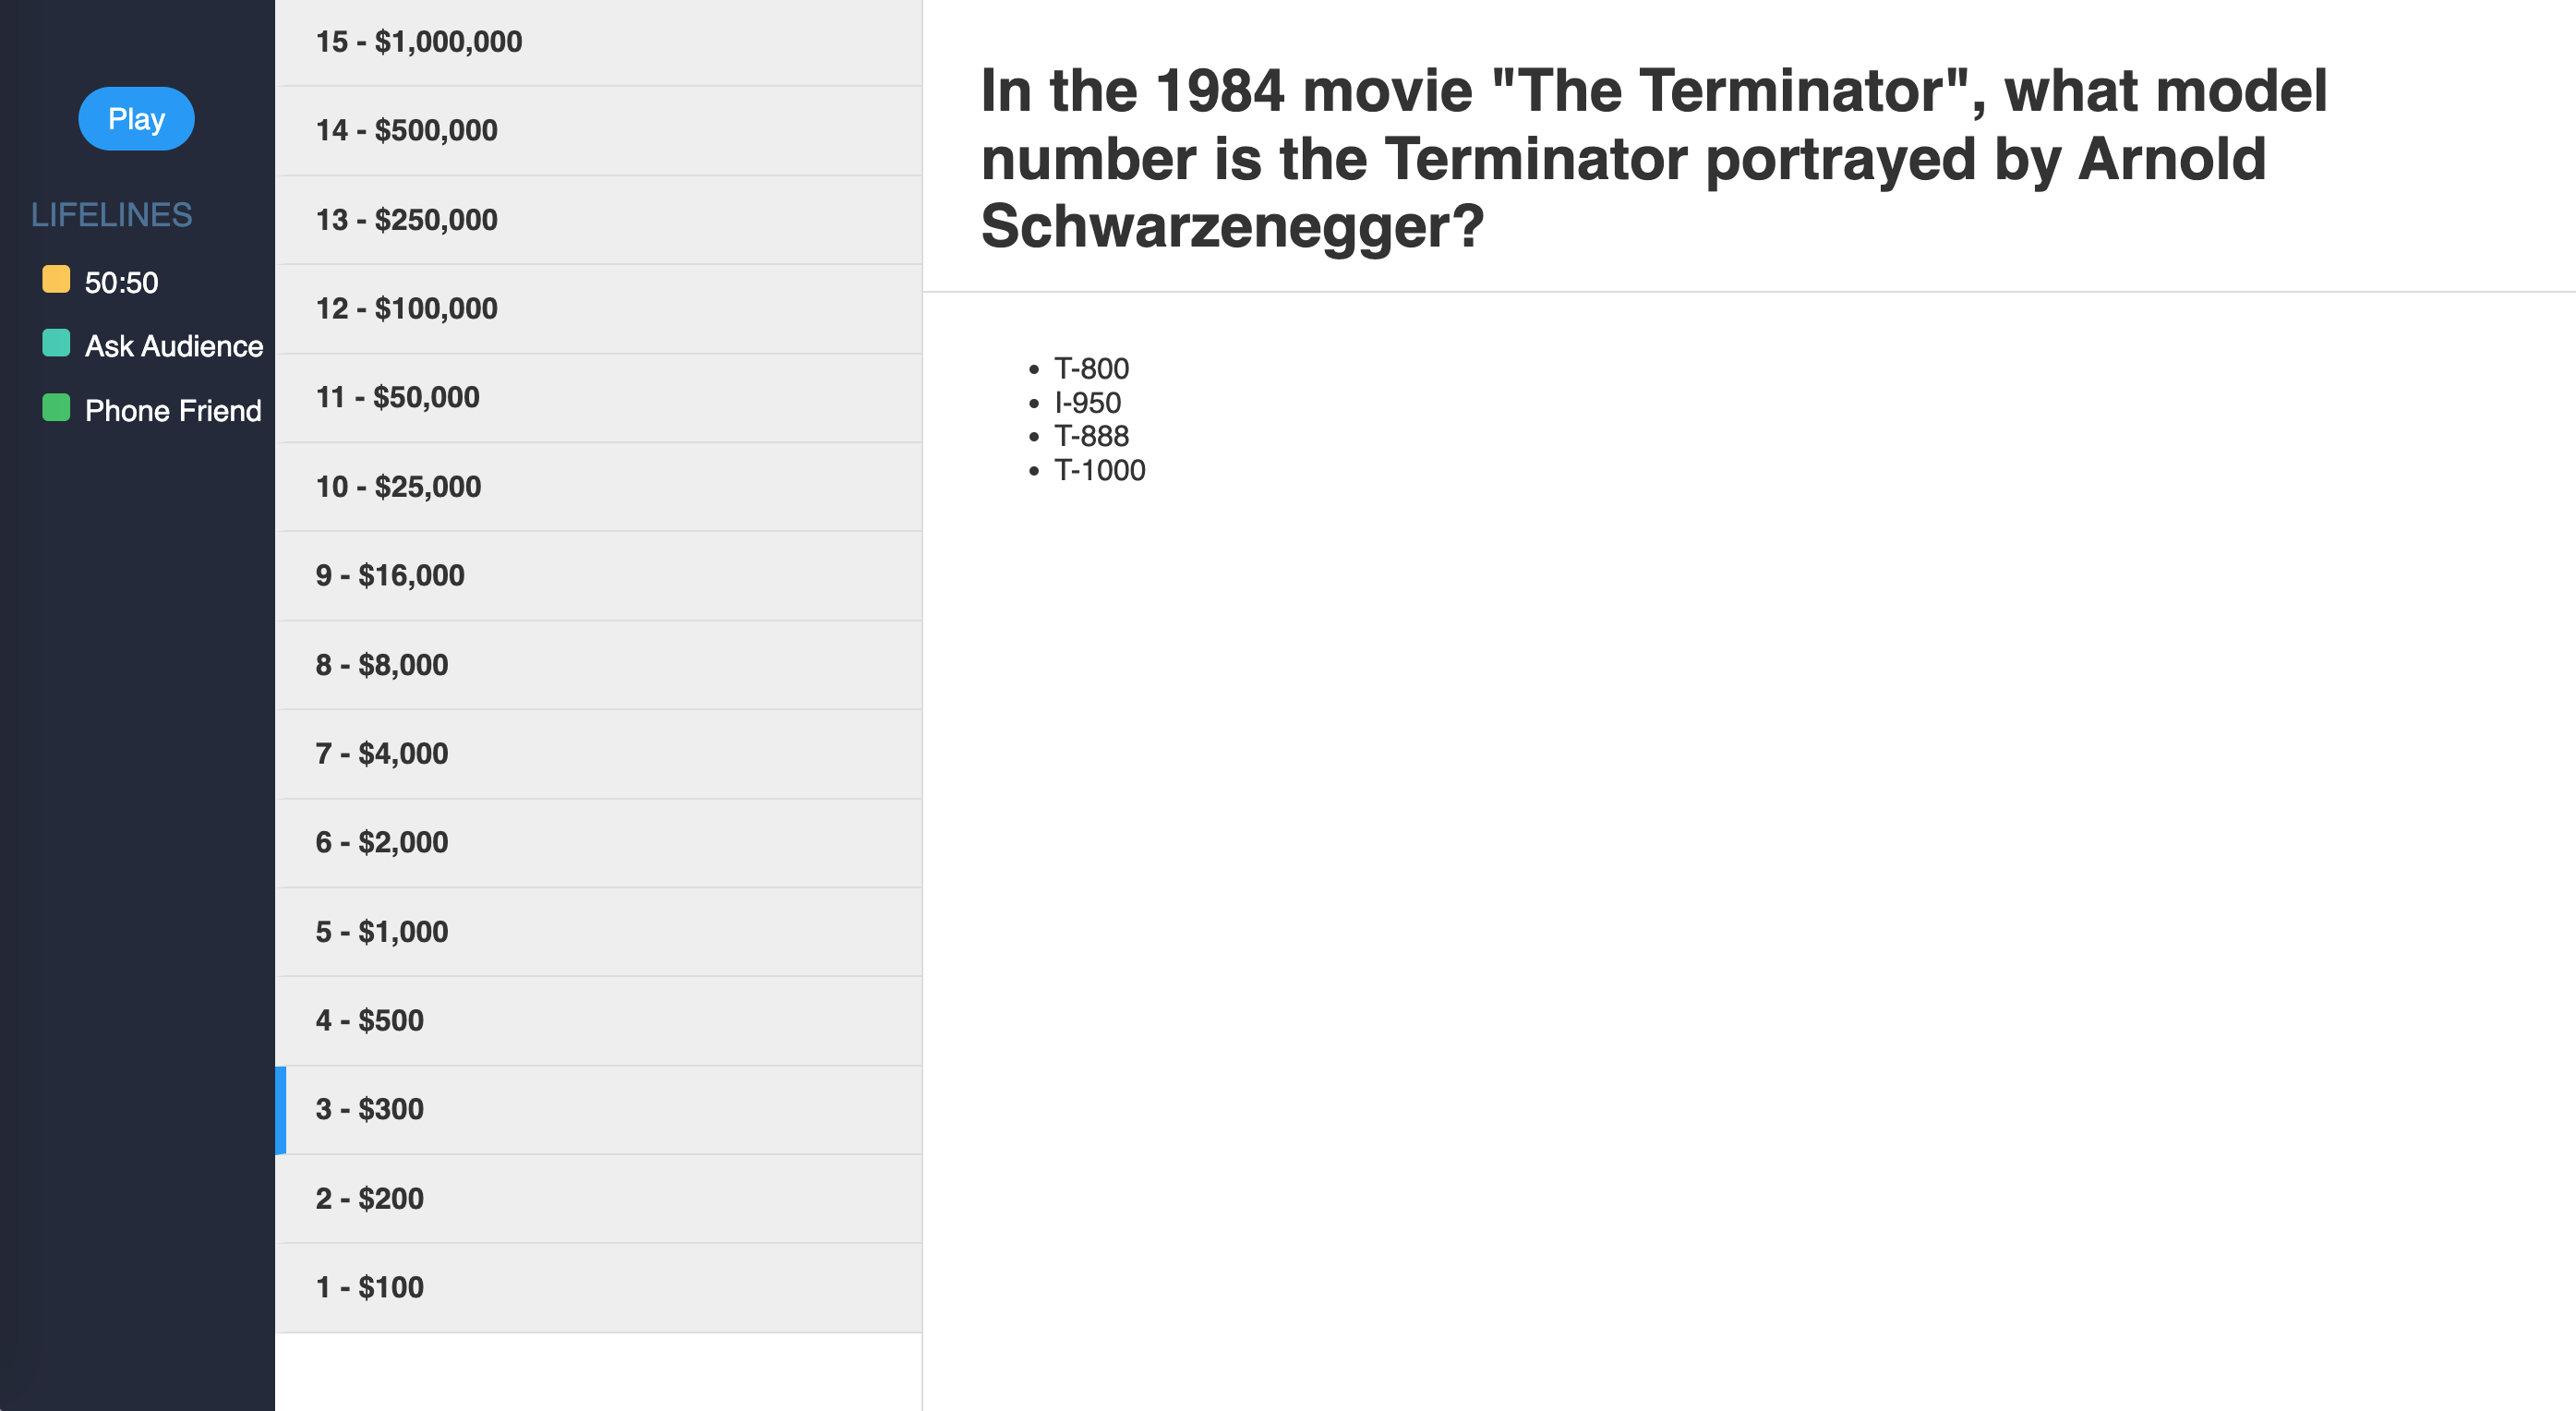 Play
LIFELINES
50:50
Ask Audience
Phone Friend
15 - $1,000,000
14 - $500,000
13 - $250,000
12 - $100,000
11 - $50,000
10 - $25,000
9 - $16,000
8 - $8,000
7 - $4,000
6 - $2,000
5 - $1,000
4 - $500
3 - $300
2 - $200
1 - $100
In the 1984 movie "The Terminator", what model
number is the Terminator portrayed by Arnold
Schwarzenegger?
• T-800
• I-950
• T-888
• T-1000